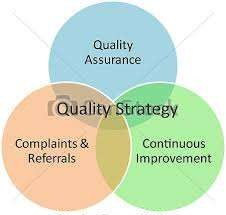 Quality
Assurance
Quality Strategy
Complaints &
Referrals
Continuous
Improvement